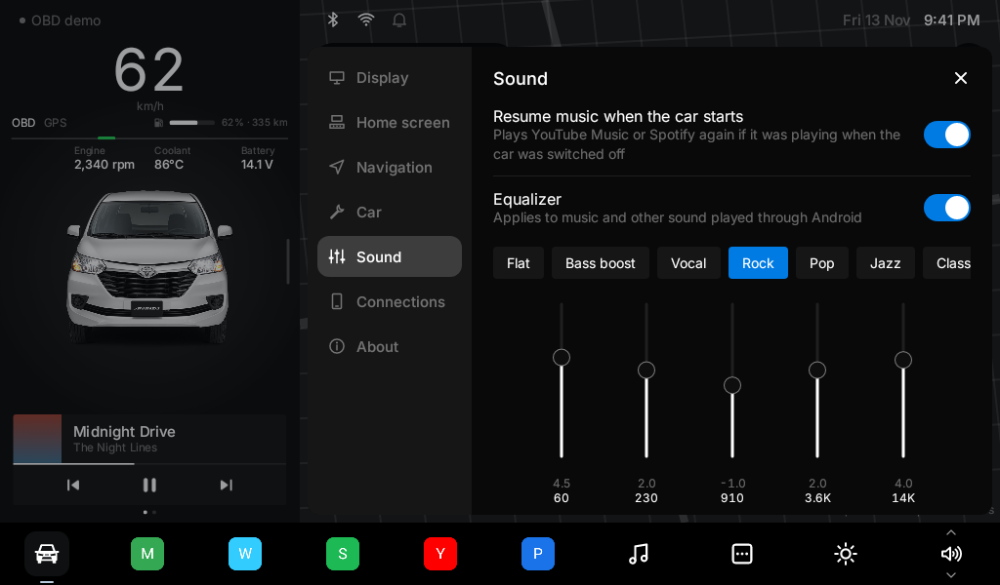 OBD demo
Fri 13 Nov 9:41 PM
62
km/h
OBD GPS
62% · 335 km
Engine Coolant Battery
2,340 rpm 86°C 14.1 V
Midnight Drive
The Night Lines
Display
Home screen
Navigation
Car
Sound
Connections
About
Sound
Resume music when the car starts
Plays YouTube Music or Spotify again if it was playing when the
car was switched off
Equalizer
Applies to music and other sound played through Android
Flat Bass boost Vocal Rock Pop Jazz Class
4.5 2.0 -1.0 2.0 4.0
60 230 910 3.6K 14K
M W S Y P